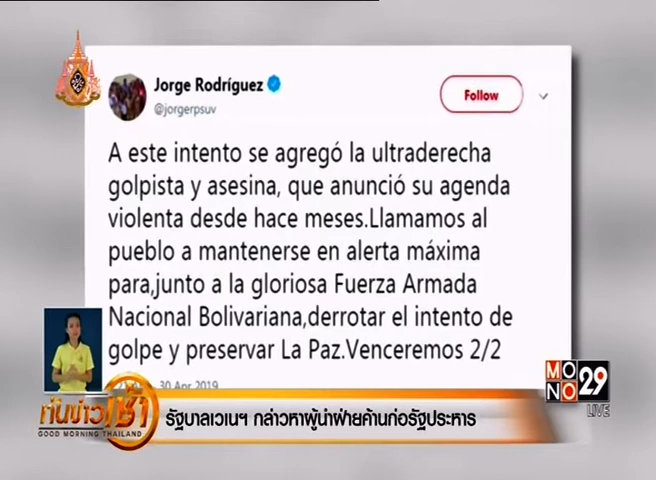 Jorge Rodríguez
@jorgerpsuv
Follow
A este intento se agregó la ultraderecha
golpista y asesina, que anunció su agenda
violenta desde hace meses.Llamamos al
pueblo a mantenerse en alerta máxima
para,junto a la gloriosa Fuerza Armada
Nacional Bolivariana,derrotar el intento de
golpe y preservar La Paz.Venceremos 2/2
30 Apr 2019
MONO
29
LIVE
ทันข่าวเช้า
GOOD MORNING THAILAND
รัฐบาลเวเนฯ กล่าวหาผู้นำฝ่ายค้านก่อรัฐประหาร